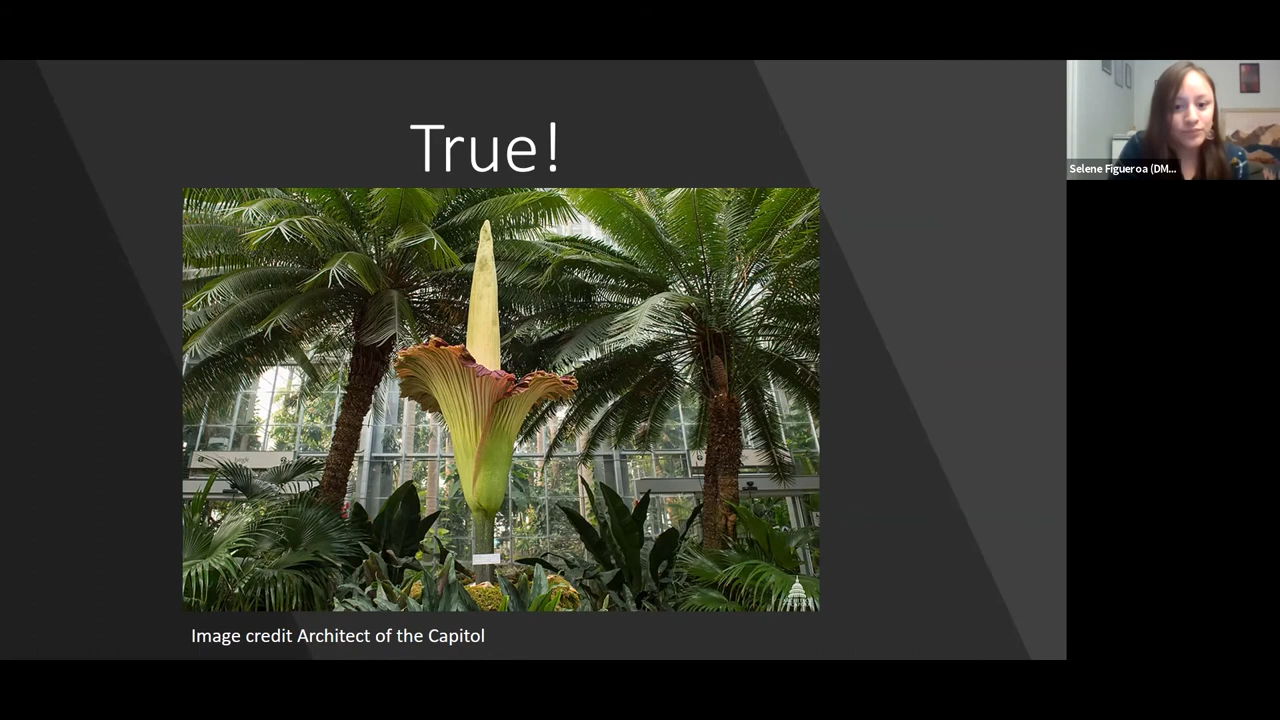 True!
Image credit Architect of the Capitol
Selene Figueroa (DM...